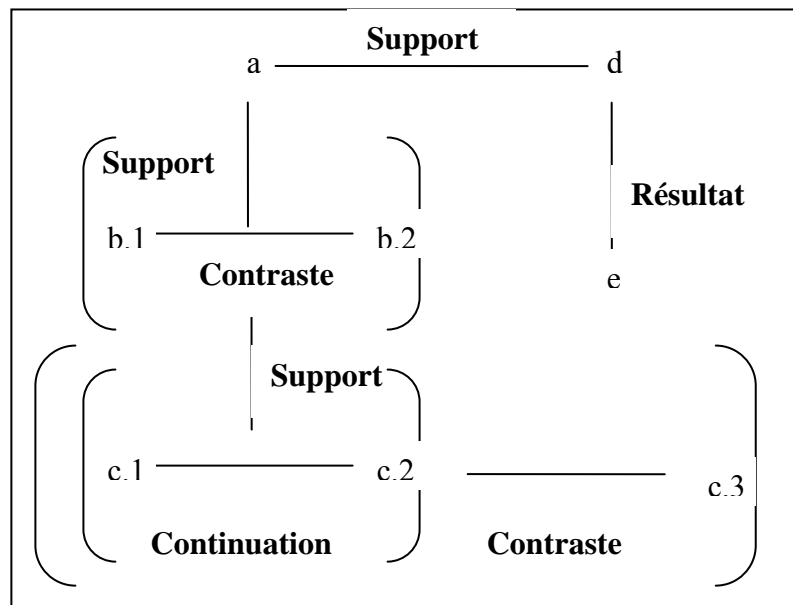 Support
a d
Support
Résultat
b.1 b.2
Contraste
e
Support
c.1 c.2 c.3
Continuation Contraste